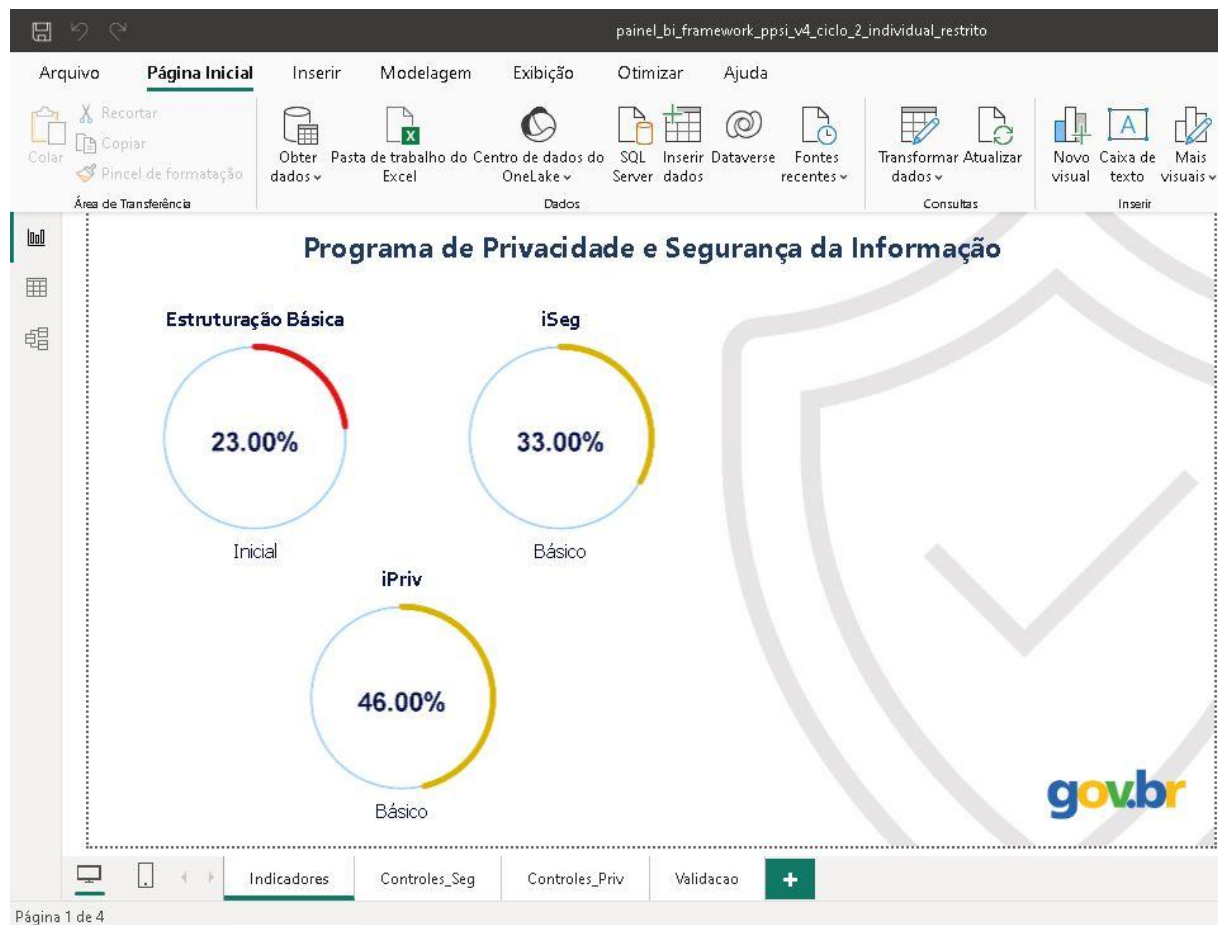 painel_bi_framework_ppsi_v4_ciclo_2_individual_restrito
Arquivo Página Inicial Inserir Modelagem Exibição Otimizar Ajuda
Colar
Recortar
Copiar
Pincel de formatação
Área de Transferência
Obter dados
Pasta de trabalho do Excel
Centro de dados do OneLake
SQL Server
Inserir dados
Dataverse
Fontes recentes
Dados
Transformar dados
Atualizar
Consultas
Novo visual
Caixa de texto
Mais visuais
Inserir
Programa de Privacidade e Segurança da Informação
Estruturação Básica
23.00%
Inicial
iSeg
33.00%
Básico
iPriv
46.00%
Básico
gov.br
Indicadores Controles_Seg Controles_Priv Validacao +
Página 1 de 4